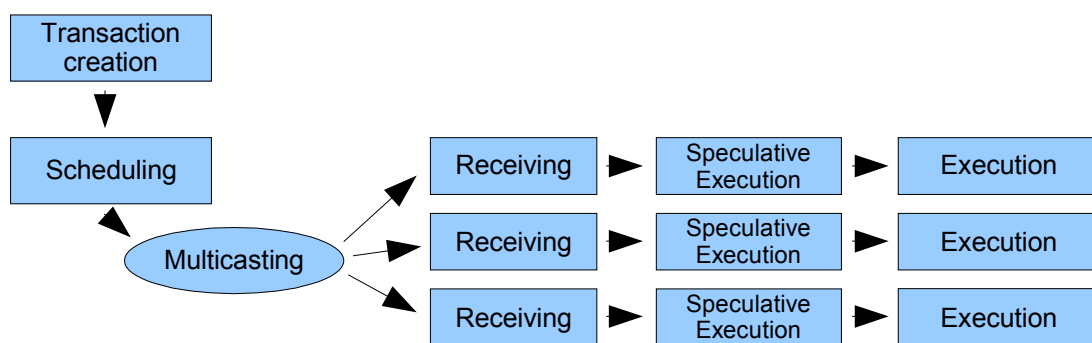 Transaction
creation
Scheduling
Multicasting
Receiving
Speculative
Execution
Execution
Receiving
Speculative
Execution
Execution
Receiving
Speculative
Execution
Execution